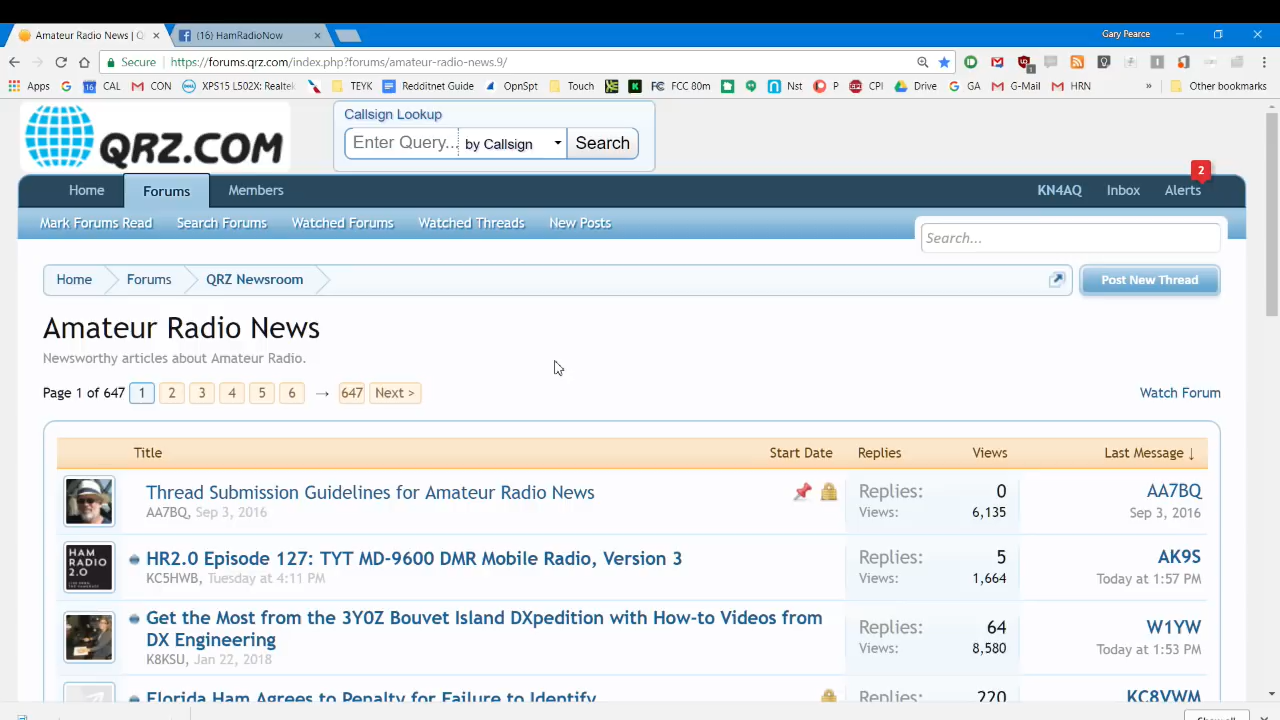 Amateur Radio News | Q
(16) HamRadioNow
Gary Pearce
Secure
https://forums.qrz.com/index.php?forums/amateur-radio-news.9/
Apps
CAL
CON
XPS15 L502x Realtek
TEYK
Redditnet Guide
OpnSpt
Touch
FCC 80m
Nst
P
CPI
Drive
GA
G-Mail
HRN
»
Other bookmarks
QRZ.COM
Callsign Lookup
Enter Query...
by Callsign
Search
2
Home
Forums
Members
KN4AQ
Inbox
Alerts
Mark Forums Read
Search Forums
Watched Forums
Watched Threads
New Posts
Search...
Home
Forums
QRZ Newsroom
Post New Thread
Amateur Radio News
Newsworthy articles about Amateur Radio.
Page 1 of 647
1
2
3
4
5
6
→
647
Next >
Watch Forum
Title
Start Date
Replies
Views
Last Message ↓
Thread Submission Guidelines for Amateur Radio News
AA7BQ, Sep 3, 2016
Replies: 0
Views: 6,135
AA7BQ
Sep 3, 2016
HAM
RADIO
2.0
HR2.0 Episode 127: TYT MD-9600 DMR Mobile Radio, Version 3
KC5HWB, Tuesday at 4:11 PM
Replies: 5
Views: 1,664
AK9S
Today at 1:57 PM
Get the Most from the 3Y0Z Bouvet Island DXpedition with How-to Videos from
DX Engineering
K8KSU, Jan 22, 2018
Replies: 64
Views: 8,580
W1YW
Today at 1:53 PM
Florida Ham Agrees to Penalty for Failure to Identify
Replies: 220
KC8VWM
Show all